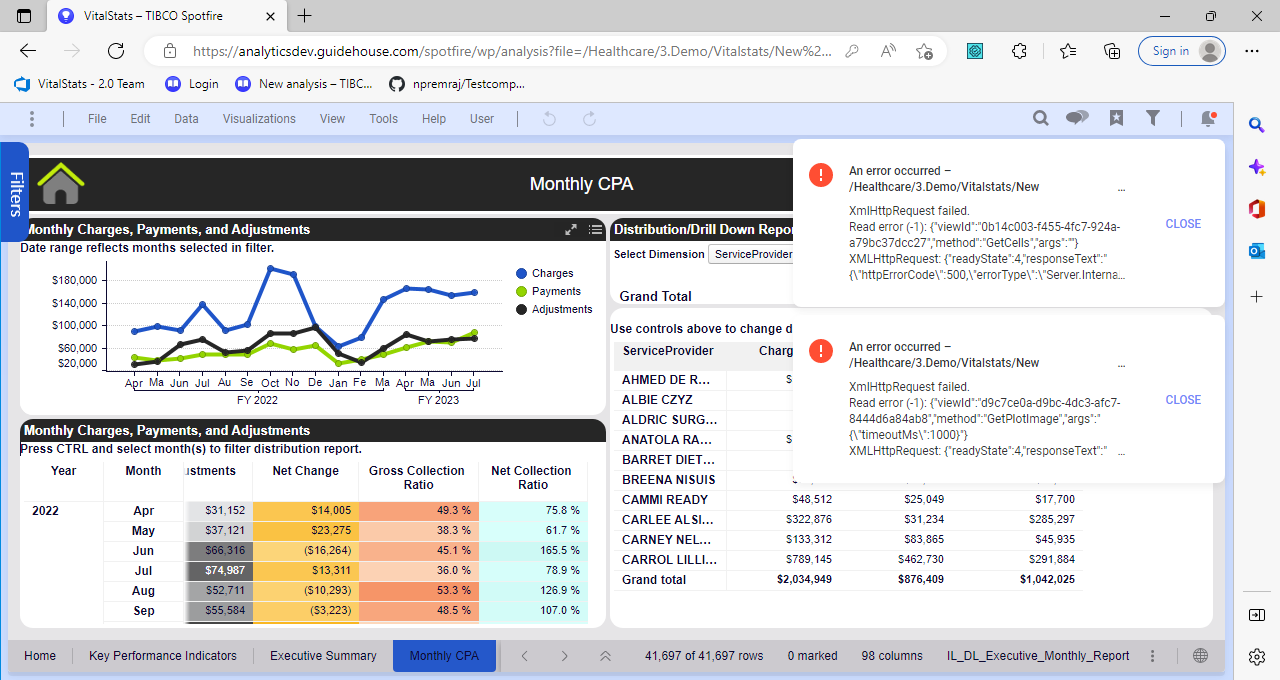 VitalStats – TIBCO Spotfire
https://analyticsdev.guidehouse.com/spotfire/wp/analysis?file=/Healthcare/3.Demo/Vitalstats/New%2...
Sign in
VitalStats - 2.0 Team
Login
New analysis – TIBC...
npremraj/Testcomp...
File Edit Data Visualizations View Tools Help User
Filters
Monthly CPA
Monthly Charges, Payments, and Adjustments
Date range reflects months selected in filter.
$180,000
$140,000
$100,000
$60,000
$20,000
Charges
Payments
Adjustments
Apr Ma Jun Jul Au Se Oct No De Jan Fe Ma Apr Ma Jun Jul
FY 2022 FY 2023
Monthly Charges, Payments, and Adjustments
Press CTRL and select month(s) to filter distribution report.
Year Month ustments Net Change Gross Collection Ratio Net Collection Ratio
2022 Apr $31,152 $14,005 49.3 % 75.8 %
May $37,121 $23,275 38.3 % 61.7 %
Jun $66,316 ($16,264) 45.1 % 165.5 %
Jul $74,987 $13,311 36.0 % 78.9 %
Aug $52,711 ($10,293) 53.3 % 126.9 %
Sep $55,584 ($3,223) 48.5 % 107.0 %
Distribution/Drill Down Repor
Select Dimension ServiceProvider
Grand Total
Use controls above to change d
ServiceProvider Charg
AHMED DE R... $
ALBIE CZYZ
ALDRIC SURG...
ANATOLA RA... $
BARRET DIET...
BREENA NISUIS
CAMMI READY $48,512 $25,049 $17,700
CARLEE ALSI... $322,876 $31,234 $285,297
CARNEY NEL... $133,312 $83,865 $45,935
CARROL LILLI... $789,145 $462,730 $291,884
Grand total $2,034,949 $876,409 $1,042,025
An error occurred –
/Healthcare/3.Demo/Vitalstats/New ...
XmlHttpRequest failed.
Read error (-1): {"viewId":"0b14c003-f455-4fc7-924a-
a79bc37dcc27","method":"GetCells","args":""}
XMLHttpRequest: {"readyState":4,"responseText":"
{\"httpErrorCode\":500,\"errorType\":\"Server.Interna...
CLOSE
An error occurred –
/Healthcare/3.Demo/Vitalstats/New ...
XmlHttpRequest failed.
Read error (-1): {"viewId":"d9c7ce0a-d9bc-4dc3-afc7-
8444d6a84ab8","method":"GetPlotImage","args":"
{\"timeoutMs\":1000}"}
XMLHttpRequest: {"readyState":4,"responseText":" ...
CLOSE
Home Key Performance Indicators Executive Summary Monthly CPA 41,697 of 41,697 rows 0 marked 98 columns IL_DL_Executive_Monthly_Report